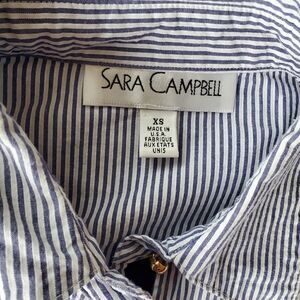 SARA CAMPBELL
XS
MADE IN
U.S.A.
FABRIQUE
AUX ETATS
UNIS